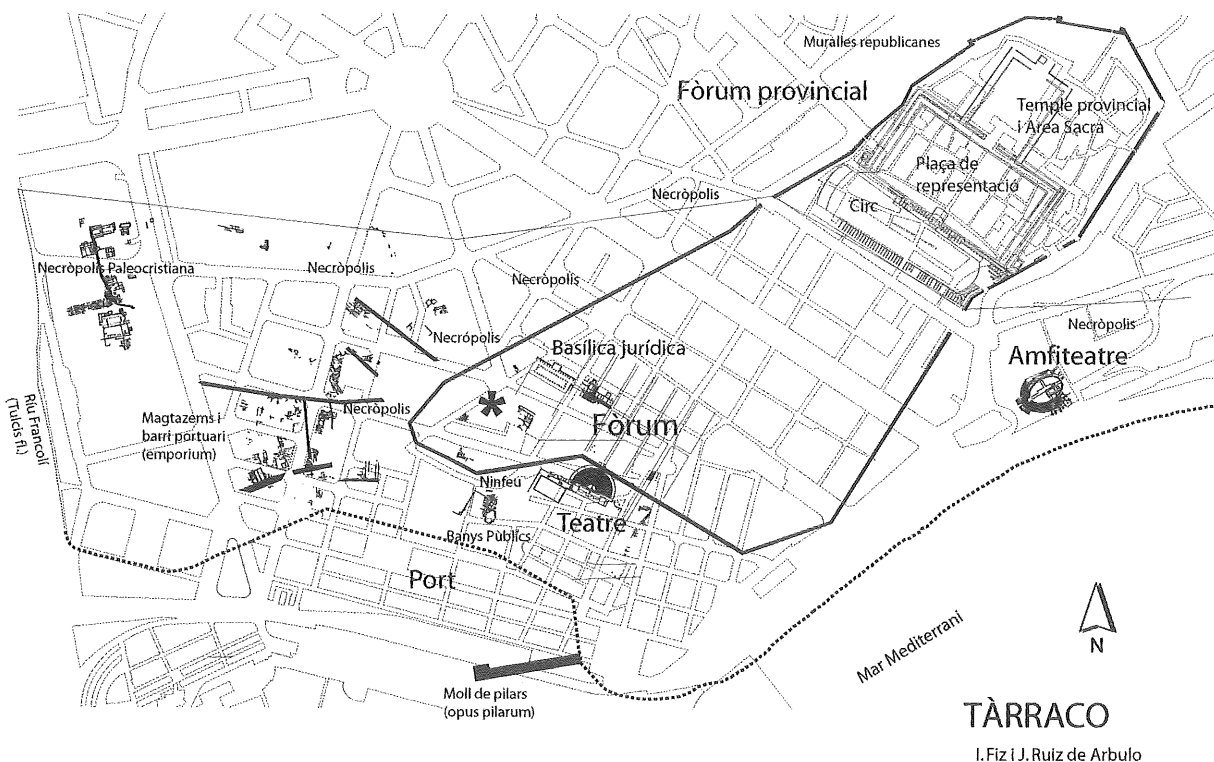 Muralles republicanes
Fòrum provincial
Temple provincial
i Area Sacra
Plaça de
representació
Necròpolis
Circ
Necròpolis Paleocristiana
Necròpolis
Necròpolis
Necròpolis
Necrópolis
Basílica jurídica
Amfiteatre
Riu Francolí
(Tulcis fl.)
Magtazems i
barri portuari
(emporium)
Necròpolis
*
Fòrum
Ninfeu
Teatre
Banys Públics
Port
Mar Mediterrani
N
Moll de pilars
(opus pilarum)
TÀRRACO
I. Fiz i J. Ruiz de Arbulo